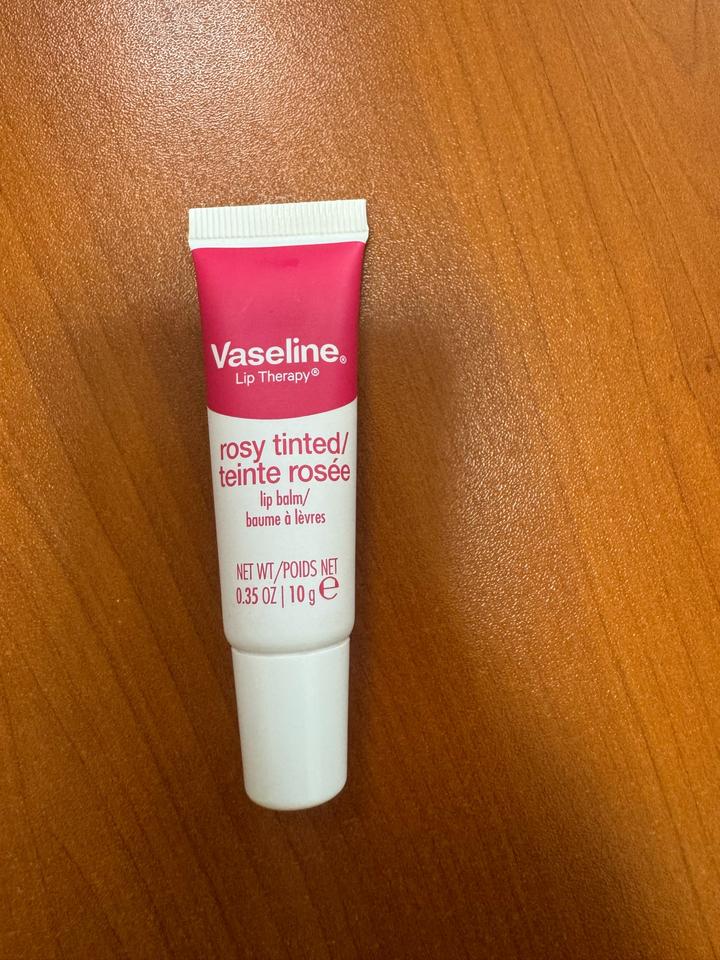 Vaseline®
Lip Therapy®
rosy tinted/
teinte rosée
lip balm/
baume à lèvres
NET WT/POIDS NET
0.35 OZ | 10 g ℮